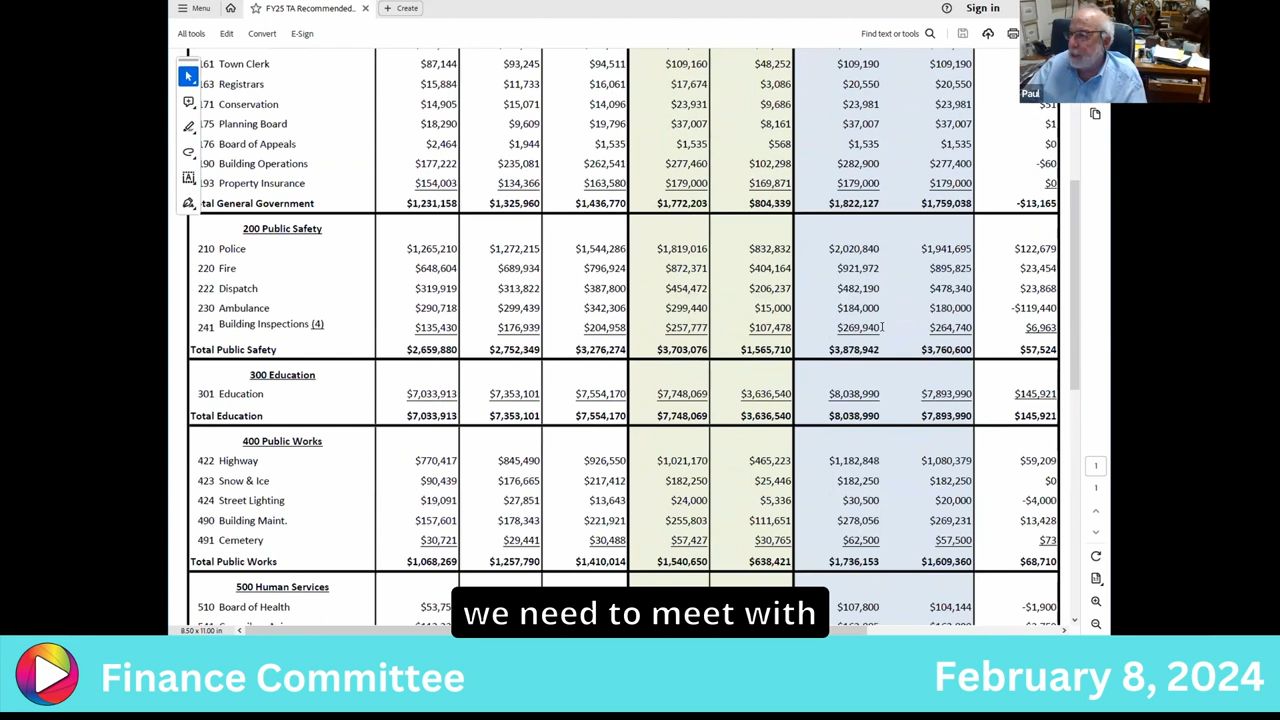 Menu FY25 TA Recommended... Create Sign in
All tools Edit Convert E-Sign Find text or tools
161 Town Clerk $87,144 $93,245 $94,511 $109,160 $48,252 $109,190 $109,190
163 Registrars $15,884 $11,733 $16,061 $17,674 $3,086 $20,550 $20,550
Paul
171 Conservation $14,905 $15,071 $14,096 $23,931 $9,686 $23,981 $23,981 $51
175 Planning Board $18,290 $9,609 $19,796 $37,007 $8,161 $37,007 $37,007 $1
176 Board of Appeals $2,464 $1,944 $1,535 $1,535 $568 $1,535 $1,535 $0
190 Building Operations $177,222 $235,081 $262,541 $277,460 $102,298 $282,900 $277,400 -$60
193 Property Insurance $154,003 $134,366 $163,580 $179,000 $169,871 $179,000 $179,000 $0
tal General Government $1,231,158 $1,325,960 $1,436,770 $1,772,203 $804,339 $1,822,127 $1,759,038 -$13,165
200 Public Safety
210 Police $1,265,210 $1,272,215 $1,544,286 $1,819,016 $832,832 $2,020,840 $1,941,695 $122,679
220 Fire $648,604 $689,934 $796,924 $872,371 $404,164 $921,972 $895,825 $23,454
222 Dispatch $319,919 $313,822 $387,800 $454,472 $206,237 $482,190 $478,340 $23,868
230 Ambulance $290,718 $299,439 $342,306 $299,440 $15,000 $184,000 $180,000 -$119,440
241 Building Inspections (4) $135,430 $176,939 $204,958 $257,777 $107,478 $269,940 $264,740 $6,963
Total Public Safety $2,659,880 $2,752,349 $3,276,274 $3,703,076 $1,565,710 $3,878,942 $3,760,600 $57,524
300 Education
301 Education $7,033,913 $7,353,101 $7,554,170 $7,748,069 $3,636,540 $8,038,990 $7,893,990 $145,921
Total Education $7,033,913 $7,353,101 $7,554,170 $7,748,069 $3,636,540 $8,038,990 $7,893,990 $145,921
400 Public Works
422 Highway $770,417 $845,490 $926,550 $1,021,170 $465,223 $1,182,848 $1,080,379 $59,209
423 Snow & Ice $90,439 $176,665 $217,412 $182,250 $25,446 $182,250 $182,250 $0
424 Street Lighting $19,091 $27,851 $13,643 $24,000 $5,336 $30,500 $20,000 -$4,000
490 Building Maint. $157,601 $178,343 $221,921 $255,803 $111,651 $278,056 $269,231 $13,428
491 Cemetery $30,721 $29,441 $30,488 $57,427 $30,765 $62,500 $57,500 $73
Total Public Works $1,068,269 $1,257,790 $1,410,014 $1,540,650 $638,421 $1,736,153 $1,609,360 $68,710
500 Human Services
510 Board of Health $53,75 $107,800 $104,144 -$1,900
1
1
8.50 x 11.00 in
we need to meet with
Finance Committee
February 8, 2024